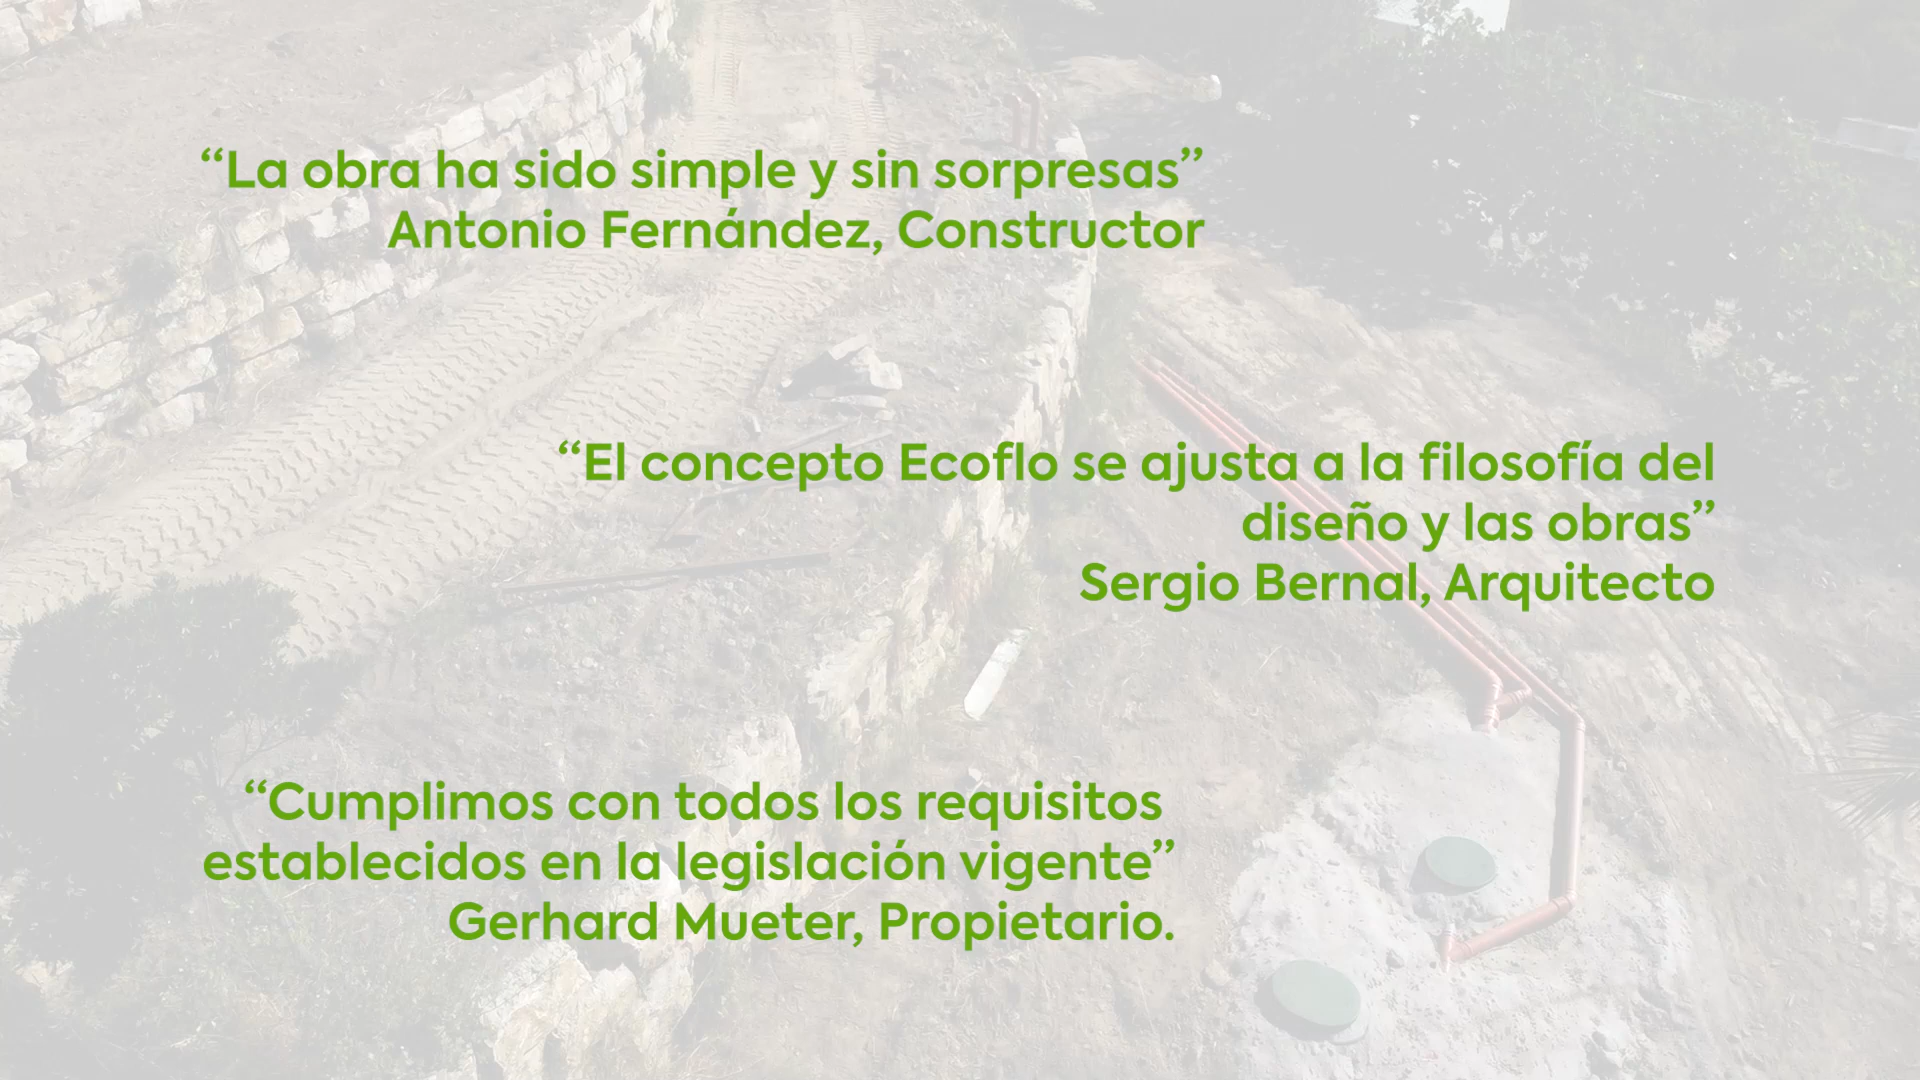 “La obra ha sido simple y sin sorpresas”
Antonio Fernández, Constructor
“El concepto Ecoflo se ajusta a la filosofía del
diseño y las obras”
Sergio Bernal, Arquitecto
“Cumplimos con todos los requisitos
establecidos en la legislación vigente”
Gerhard Mueter, Propietario.